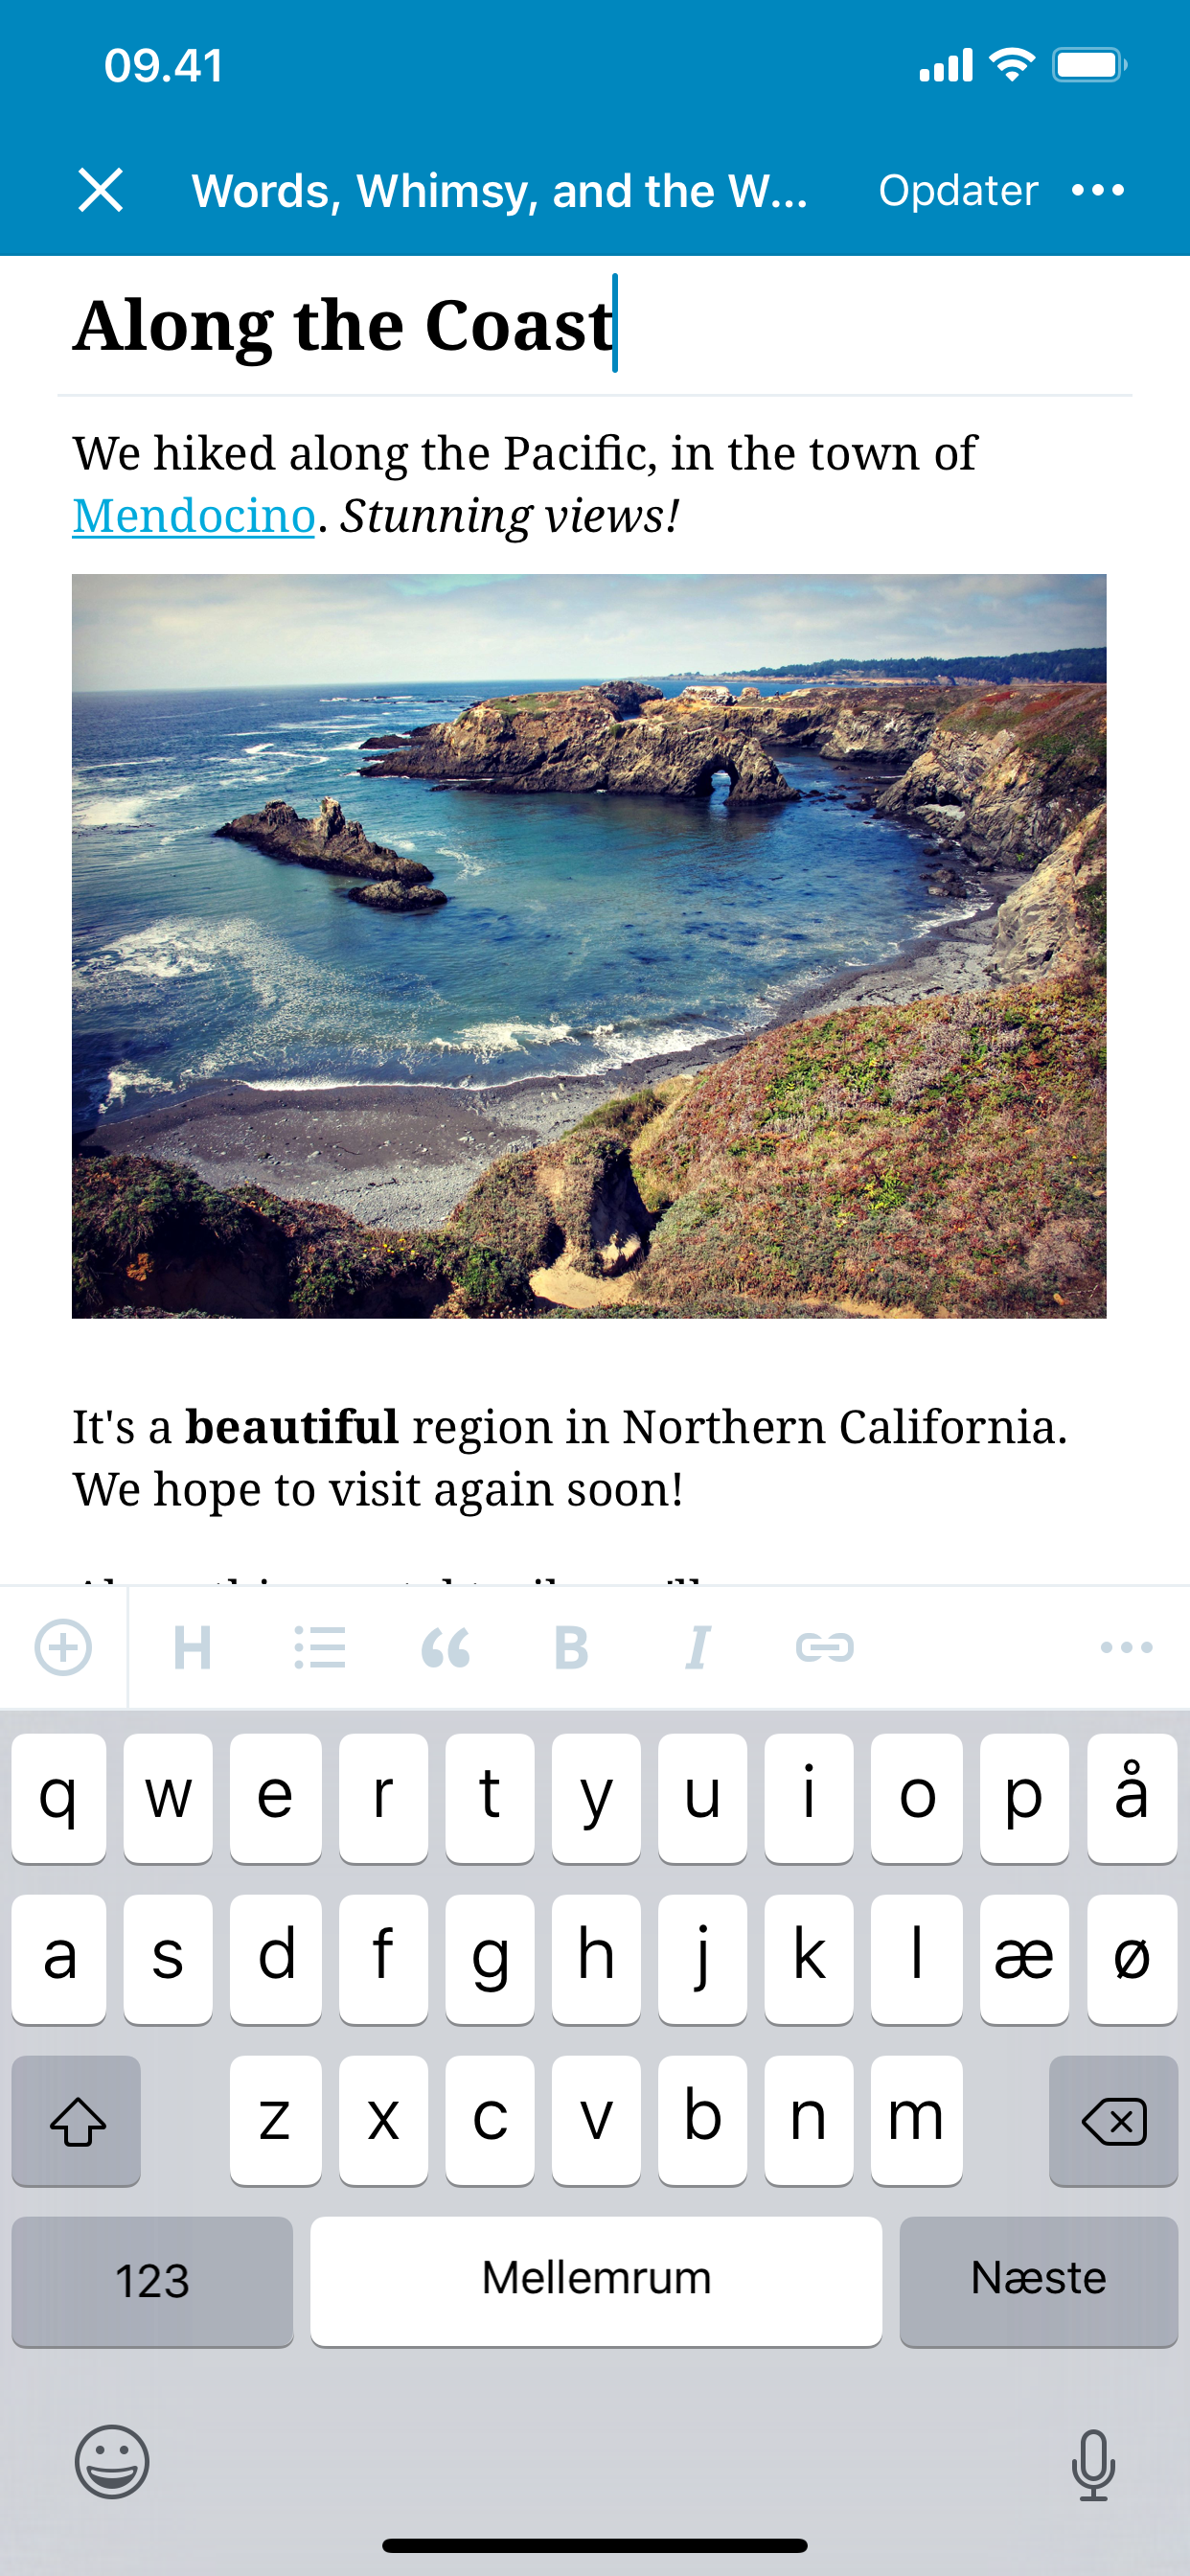 09.41
Words, Whimsy, and the W... Opdater
Along the Coast
We hiked along the Pacific, in the town of
Mendocino. Stunning views!
It's a beautiful region in Northern California.
We hope to visit again soon!
H B I
q w e r t y u i o p å
a s d f g h j k l æ ø
z x c v b n m
123 Mellemrum Næste